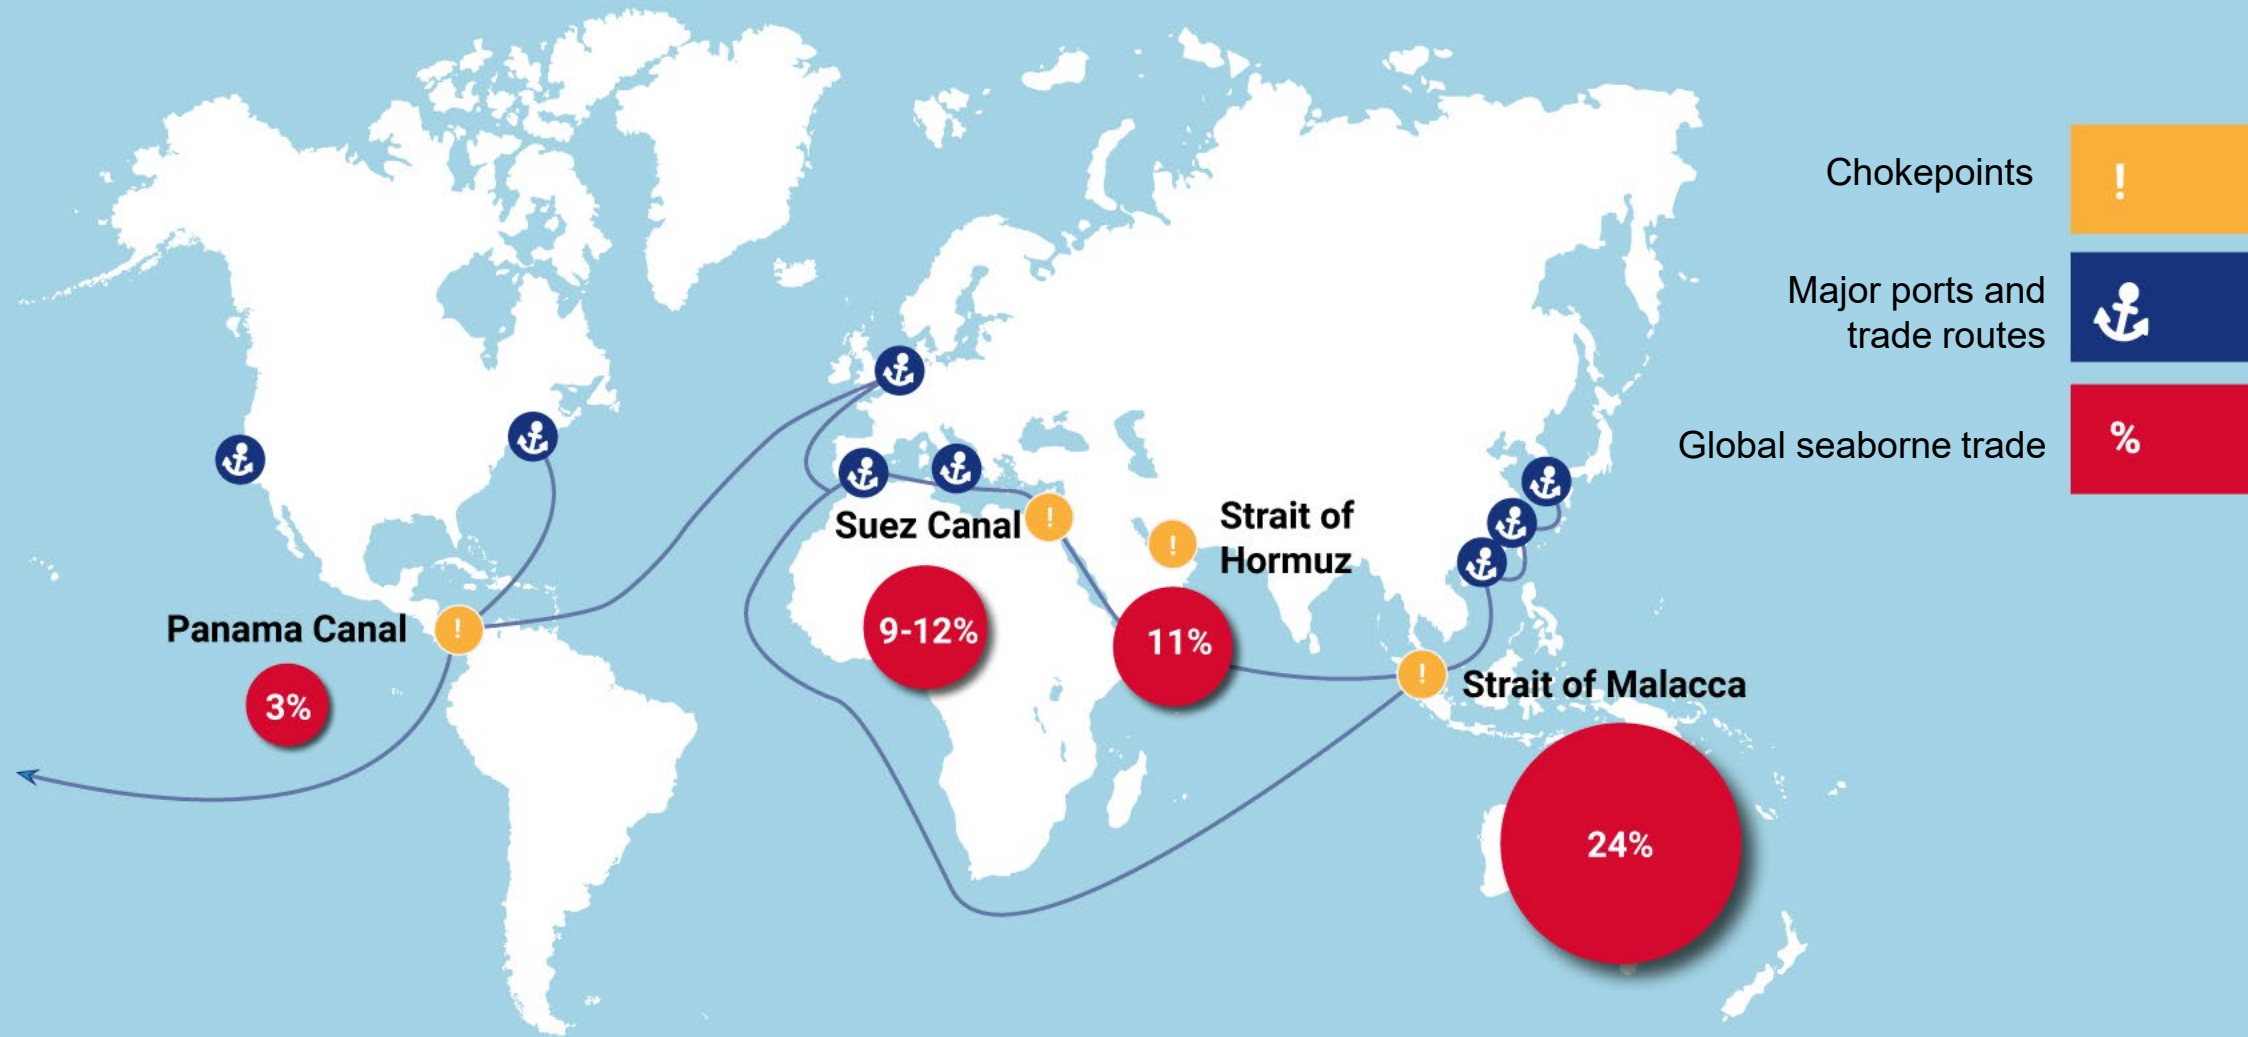 Chokepoints
!
Major ports and
trade routes
Global seaborne trade
%
Suez Canal
!
9-12%
!
Strait of
Hormuz
11%
Panama Canal
!
3%
!
Strait of Malacca
24%